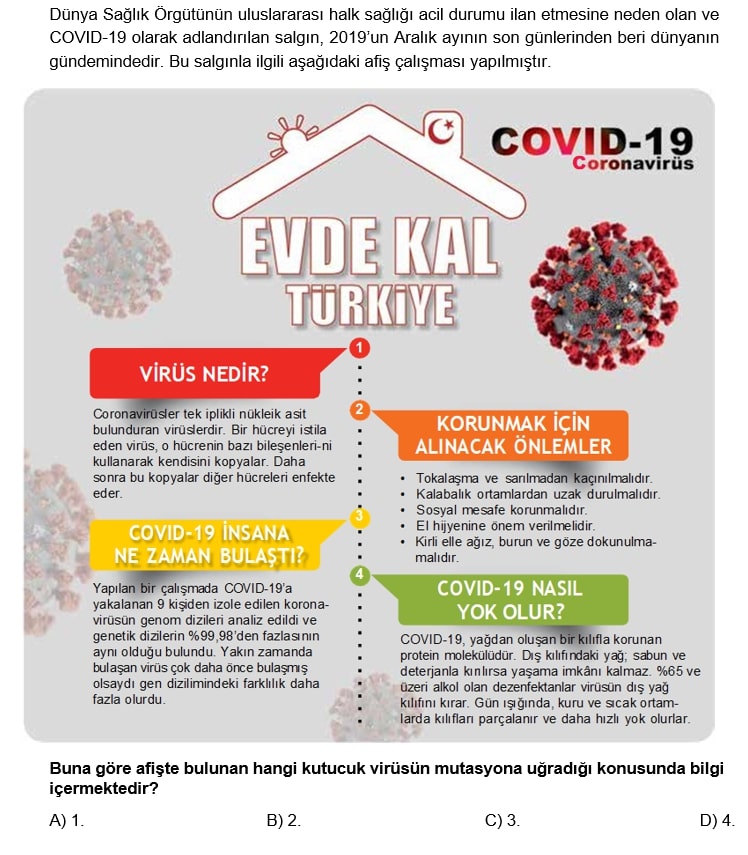 Dünya Sağlık Örgütünün uluslararası halk sağlığı acil durumu ilan etmesine neden olan ve
COVID-19 olarak adlandırılan salgın, 2019’un Aralık ayının son günlerinden beri dünyanın
gündemindedir. Bu salgınla ilgili aşağıdaki afiş çalışması yapılmıştır.
COVID-19
Coronavirüs
EVDE KAL
TÜRKİYE
1
VİRÜS NEDİR?
Coronavirüsler tek iplikli nükleik asit
bulunduran virüslerdir. Bir hücreyi istila
eden virüs, o hücrenin bazı bileşenleri-ni
kullanarak kendisini kopyalar. Daha
sonra bu kopyalar diğer hücreleri enfekte
eder.
2
KORUNMAK İÇİN
ALINACAK ÖNLEMLER
• Tokalaşma ve sarılmadan kaçınılmalıdır.
• Kalabalık ortamlardan uzak durulmalıdır.
• Sosyal mesafe korunmalıdır.
• El hijyenine önem verilmelidir.
• Kirli elle ağız, burun ve göze dokunulma-
malıdır.
3
COVID-19 İNSANA
NE ZAMAN BULAŞTI?
Yapılan bir çalışmada COVID-19’a
yakalanan 9 kişiden izole edilen korona-
virüsün genom dizileri analiz edildi ve
genetik dizilerin %99,98’den fazlasının
aynı olduğu bulundu. Yakın zamanda
bulaşan virüs çok daha önce bulaşmış
olsaydı gen dizilimindeki farklılık daha
fazla olurdu.
4
COVID-19 NASIL
YOK OLUR?
COVID-19, yağdan oluşan bir kılıfla korunan
protein molekülüdür. Dış kılıfındaki yağ; sabun ve
deterjanla kırılırsa yaşama imkânı kalmaz. %65 ve
üzeri alkol olan dezenfektanlar virüsün dış yağ
kılıfını kırar. Gün ışığında, kuru ve sıcak ortam-
larda kılıfları parçalanır ve daha hızlı yok olurlar.
Buna göre afişte bulunan hangi kutucuk virüsün mutasyona uğradığı konusunda bilgi
içermektedir?
A) 1. B) 2. C) 3. D) 4.